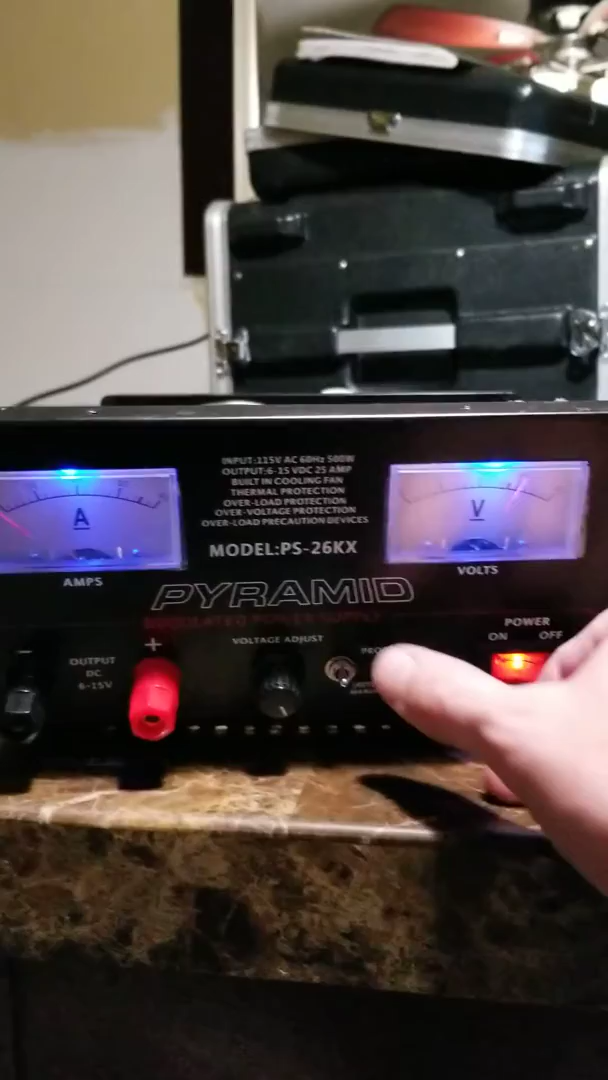 INPUT:115V AC 60Hz 500W
OUTPUT:6-15 VDC 25 AMP
BUILT IN COOLING FAN
THERMAL PROTECTION
OVER-LOAD PROTECTION
OVER-VOLTAGE PROTECTION
OVER-LOAD PRECAUTION DEVICES
MODEL:PS-26KX
A
V
AMPS
VOLTS
PYRAMID
REGULATED POWER SUPPLY
POWER
ON OFF
- +
VOLTAGE ADJUST
OUTPUT
DC
6-15V